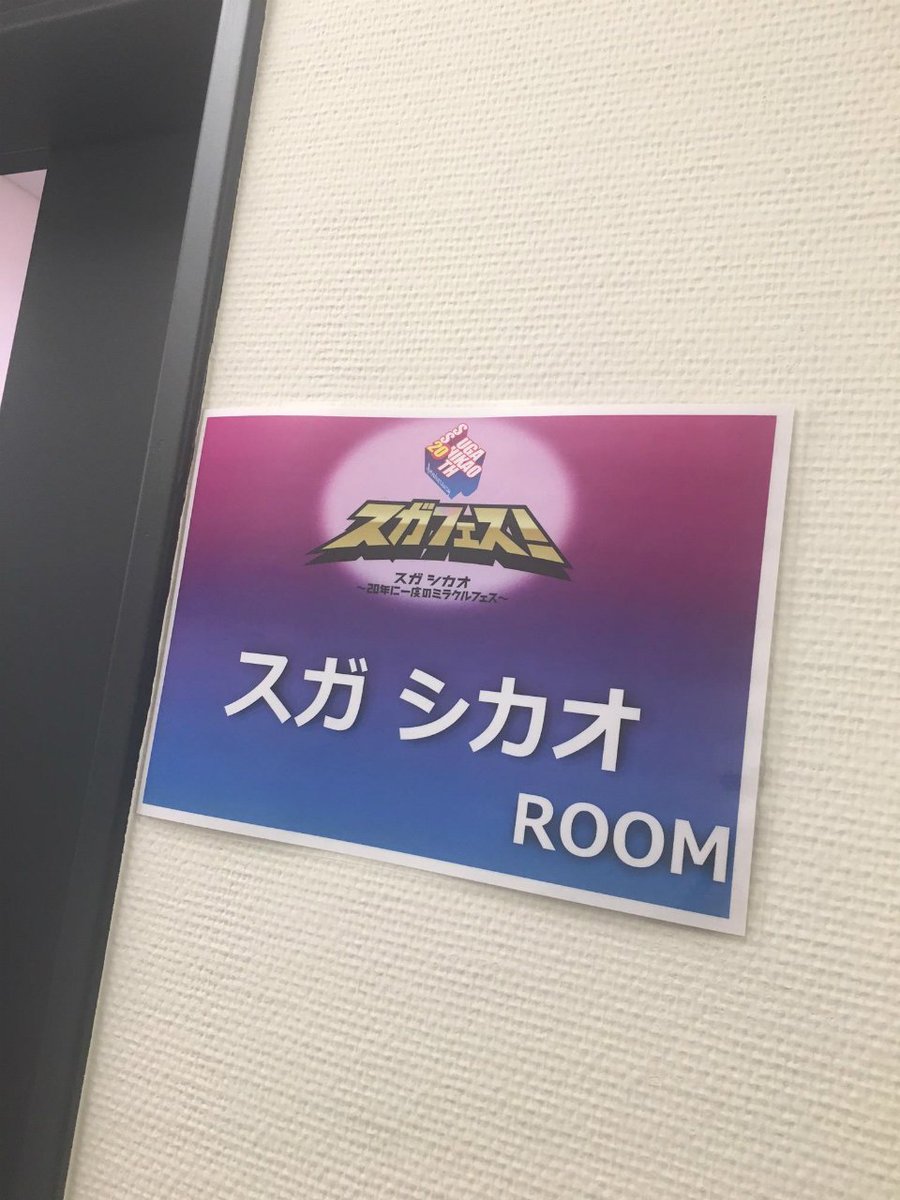 SUGA
SHIKAO
20TH
スガフェス!
スガ シカオ
〜20年に一度のミラクルフェス〜
スガ シカオ
ROOM